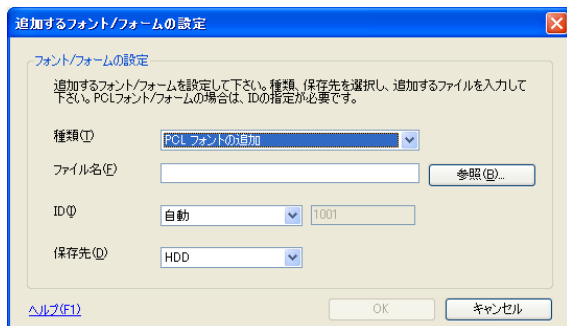 追加するフォント/フォームの設定
フォント/フォームの設定
追加するフォント/フォームを設定して下さい。種類、保存先を選択し、追加するファイルを入力して
下さい。PCLフォント/フォームの場合は、IDの指定が必要です。
種類(T)
PCL フォントの追加
ファイル名(F)
参照(B)...
ID(I)
自動
1001
保存先(D)
HDD
ヘルプ(F1)
OK
キャンセル